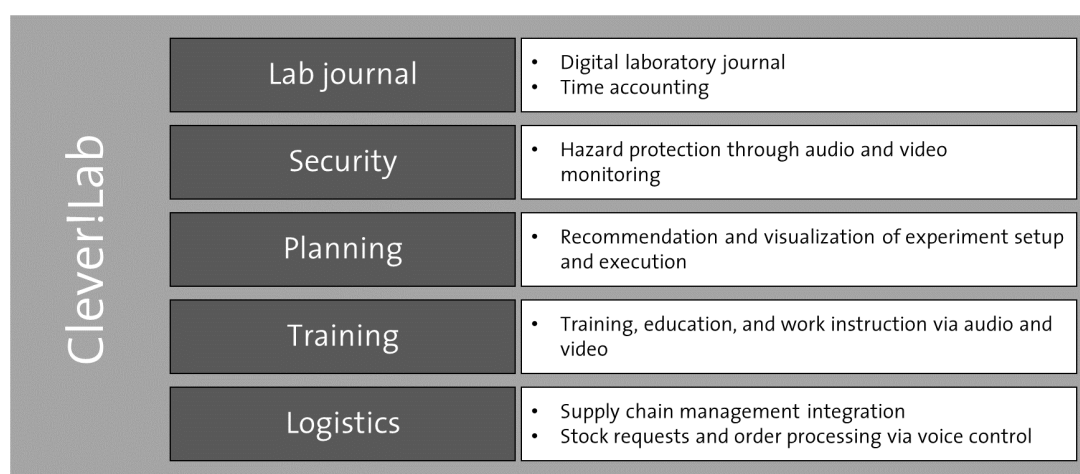 Clever!Lab
Lab journal
• Digital laboratory journal
• Time accounting
Security
• Hazard protection through audio and video
monitoring
Planning
• Recommendation and visualization of experiment setup
and execution
Training
• Training, education, and work instruction via audio and
video
Logistics
• Supply chain management integration
• Stock requests and order processing via voice control